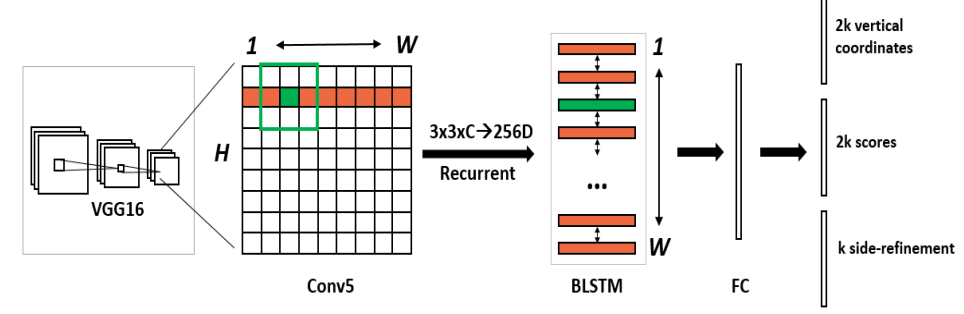 VGG16
1
W
H
Conv5
3x3xC→256D
Recurrent
1
...
W
BLSTM
FC
2k vertical
coordinates
2k scores
k side-refinement